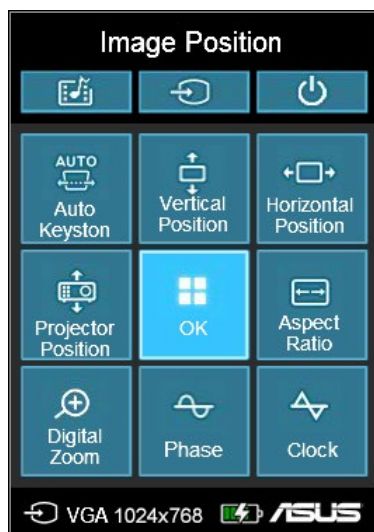 Image Position
AUTO
Auto
Keyston
Vertical
Position
Horizontal
Position
Projector
Position
OK
Aspect
Ratio
Digital
Zoom
Phase
Clock
VGA 1024x768 ASUS